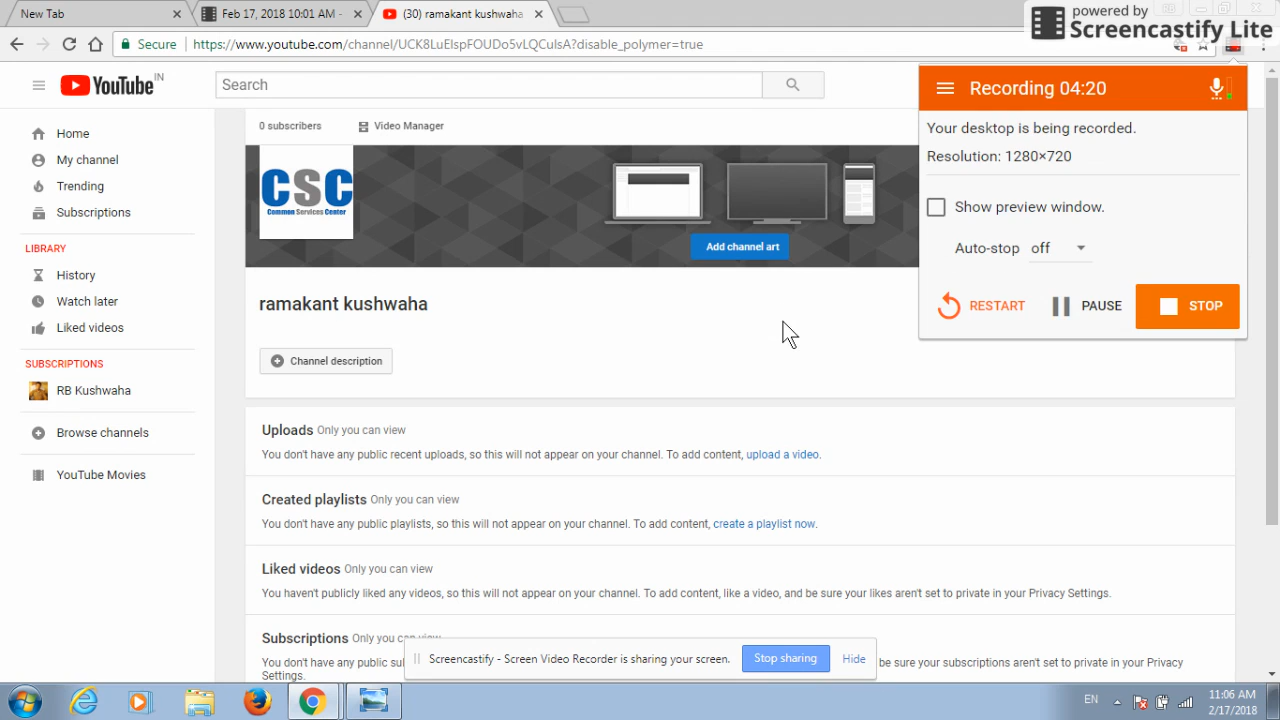 New Tab
Feb 17, 2018 10:01 AM
(30) ramakant kushwaha
powered by
Screencastify Lite
Secure
?disable_polymer=true
YouTube IN
Search
Recording 04:20
Your desktop is being recorded.
Resolution: 1280×720
Show preview window.
Auto-stop off
RESTART
PAUSE
STOP
Home
My channel
Trending
Subscriptions
LIBRARY
History
Watch later
Liked videos
SUBSCRIPTIONS
RB Kushwaha
Browse channels
YouTube Movies
0 subscribers
Video Manager
CSC
Common Services Center
Add channel art
ramakant kushwaha
Channel description
Uploads Only you can view
You don't have any public recent uploads, so this will not appear on your channel. To add content, upload a video.
Created playlists Only you can view
You don't have any public playlists, so this will not appear on your channel. To add content, create a playlist now.
Liked videos Only you can view
You haven't publicly liked any videos, so this will not appear on your channel. To add content, like a video, and be sure your likes aren't set to private in your Privacy Settings.
Subscriptions Only you
You don't have any public be sure your subscriptions aren't set to private in your Privacy
Settings.
Screencastify - Screen Video Recorder is sharing your screen.
Stop sharing
Hide
EN
11:06 AM
2/17/2018